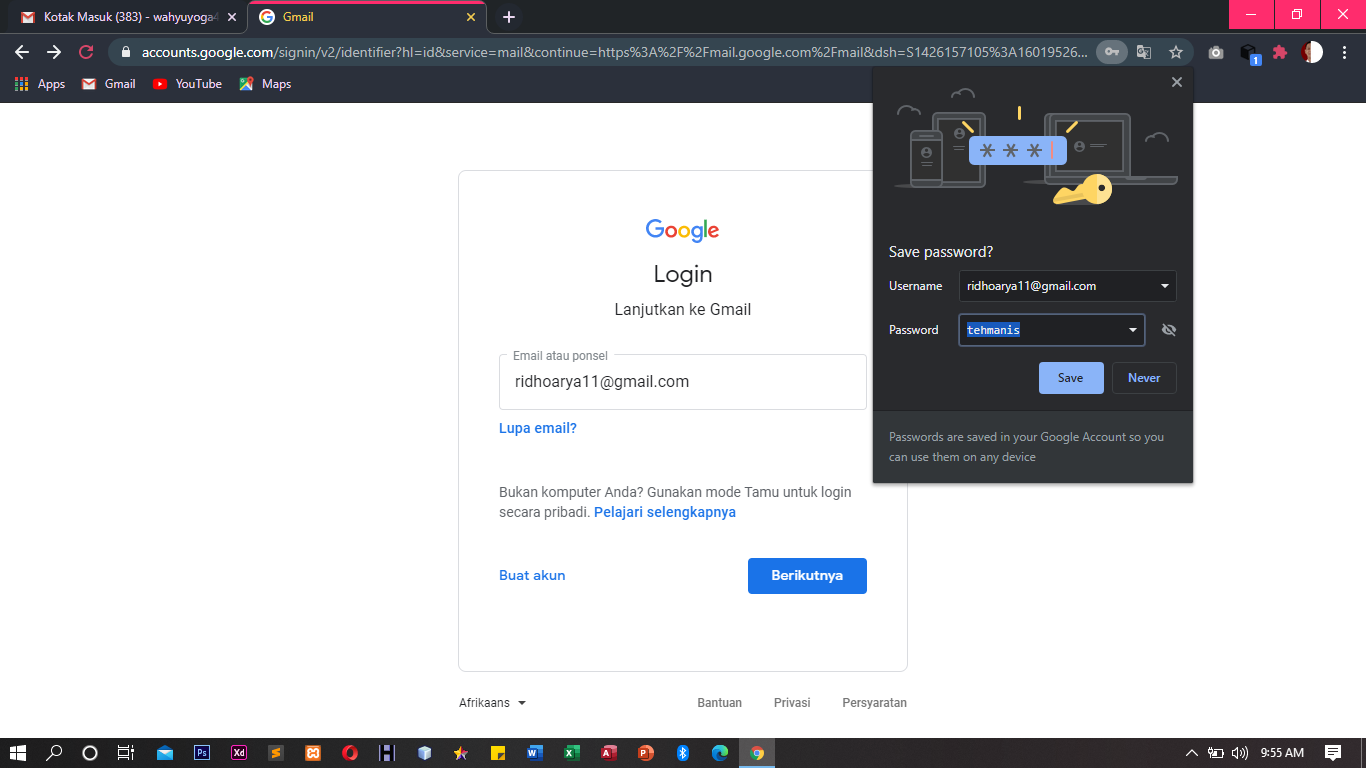 Kotak Masuk (383) - wahyuyoga4
Gmail
accounts.google.com/signin/v2/identifier?hl=id&service=mail&continue=https%3A%2F%2Fmail.google.com%2Fmail&dsh=S1426157105%3A16019526...
1
Apps
Gmail
YouTube
Maps
Google
Login
Lanjutkan ke Gmail
Email atau ponsel
ridhoarya11@gmail.com
Lupa email?
Bukan komputer Anda? Gunakan mode Tamu untuk login
secara pribadi. Pelajari selengkapnya
Buat akun
Berikutnya
Afrikaans
Bantuan
Privasi
Persyaratan
Save password?
Username
ridhoarya11@gmail.com
Password
tehmanis
Save
Never
Passwords are saved in your Google Account so you
can use them on any device
Ps
Xd
9:55 AM